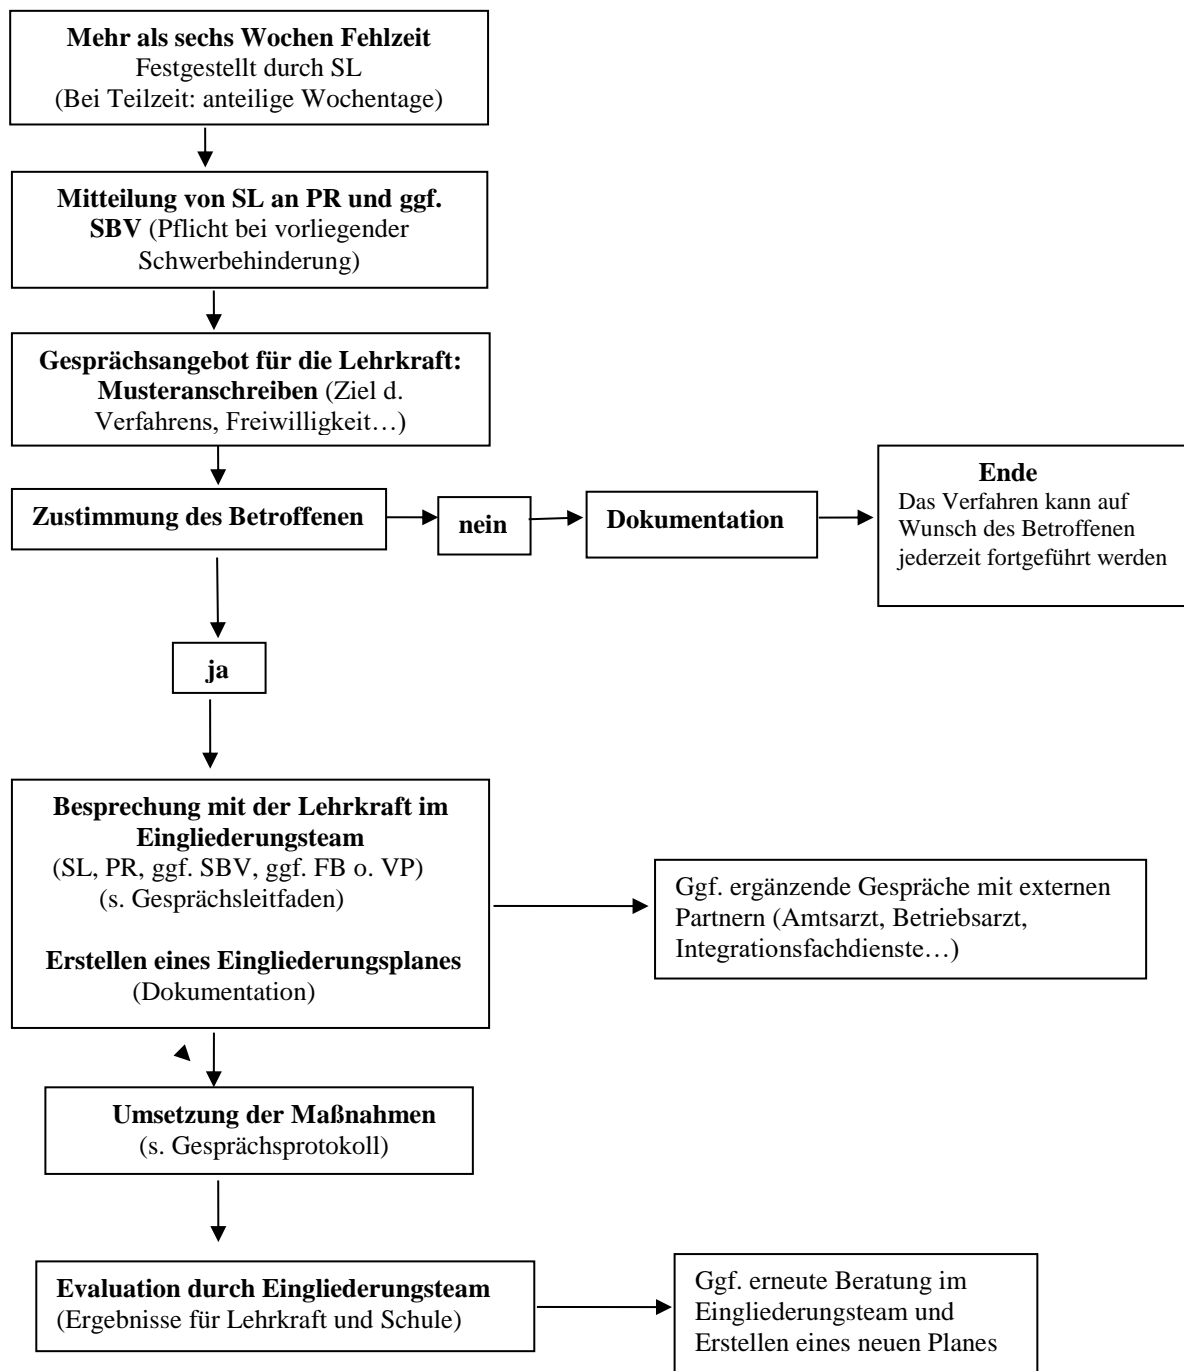 Mehr als sechs Wochen Fehlzeit
Festgestellt durch SL
(Bei Teilzeit: anteilige Wochentage)
Mitteilung von SL an PR und ggf.
SBV (Pflicht bei vorliegender
Schwerbehinderung)
Gesprächsangebot für die Lehrkraft:
Musteranschreiben (Ziel d.
Verfahrens, Freiwilligkeit…)
Zustimmung des Betroffenen
nein
Dokumentation
Ende
Das Verfahren kann auf
Wunsch des Betroffenen
jederzeit fortgeführt werden
ja
Besprechung mit der Lehrkraft im
Eingliederungsteam
(SL, PR, ggf. SBV, ggf. FB o. VP)
(s. Gesprächsleitfaden)
Erstellen eines Eingliederungsplanes
(Dokumentation)
Ggf. ergänzende Gespräche mit externen
Partnern (Amtsarzt, Betriebsarzt,
Integrationsfachdienste…)
Umsetzung der Maßnahmen
(s. Gesprächsprotokoll)
Evaluation durch Eingliederungsteam
(Ergebnisse für Lehrkraft und Schule)
Ggf. erneute Beratung im
Eingliederungsteam und
Erstellen eines neuen Planes